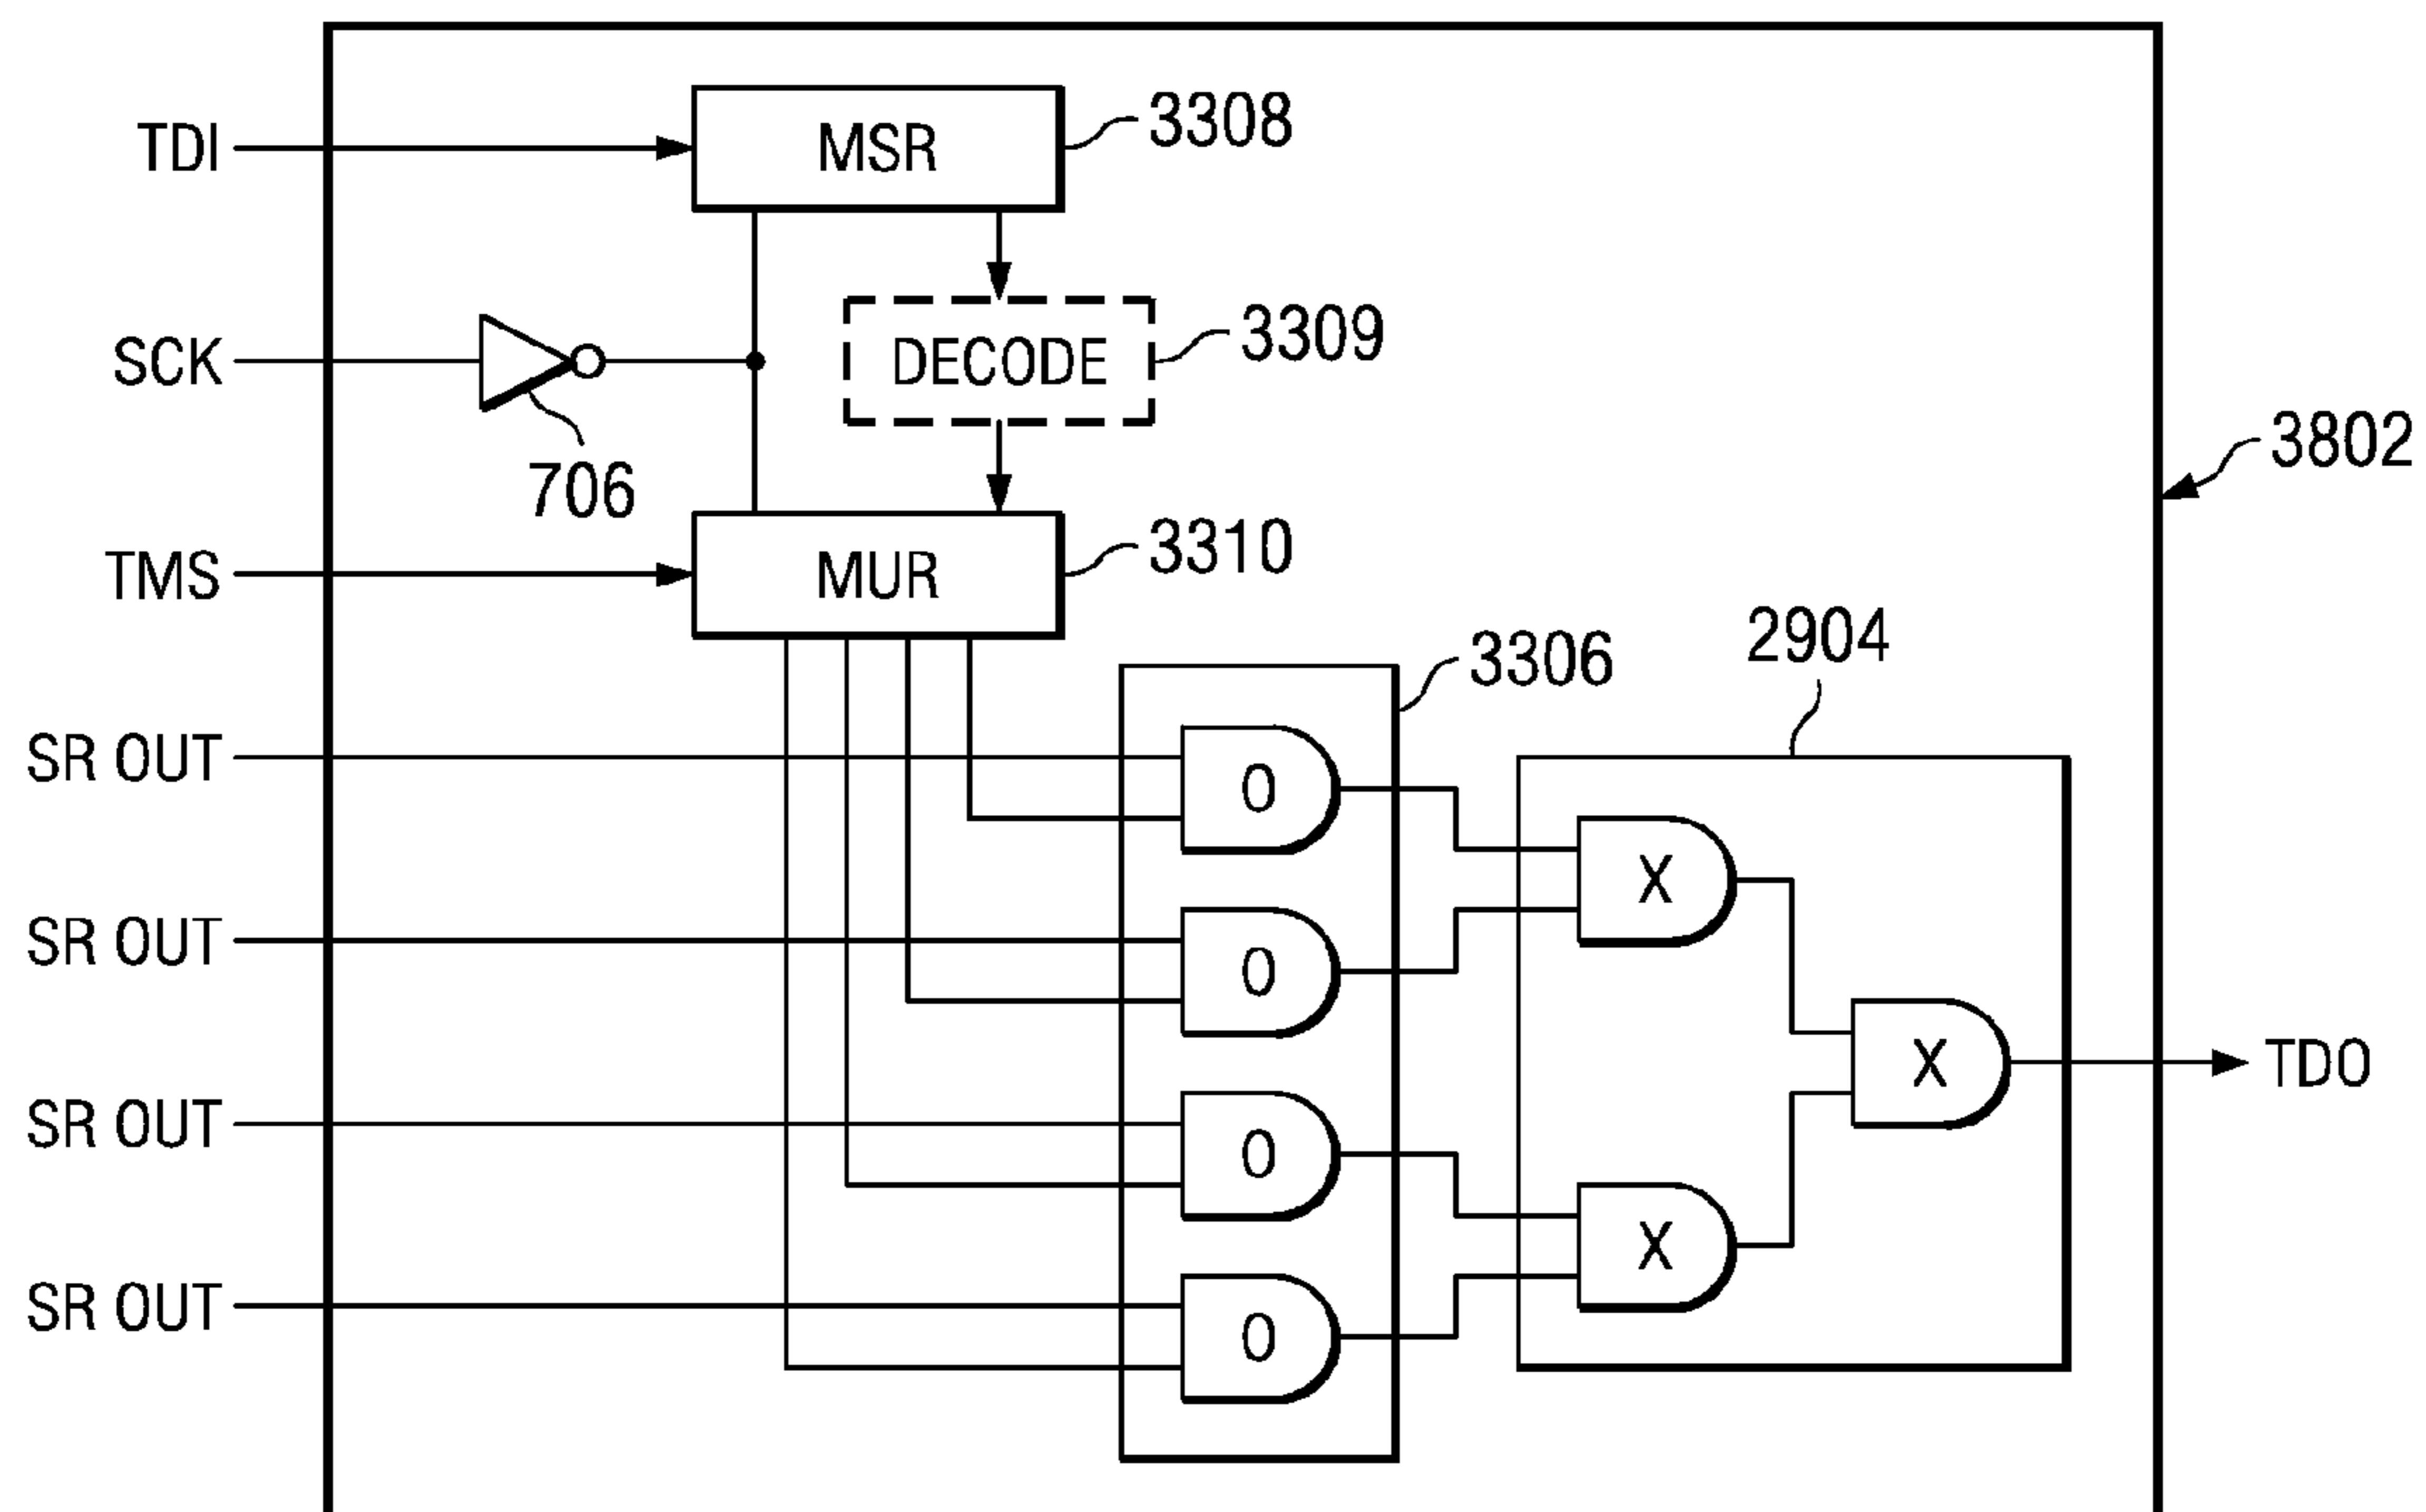 TDI
MSR
3308
SCK
706
DECODE
3309
3802
TMS
MUR
3310
3306
2904
SR OUT
O
X
SR OUT
O
X
TDO
SR OUT
O
X
SR OUT
O